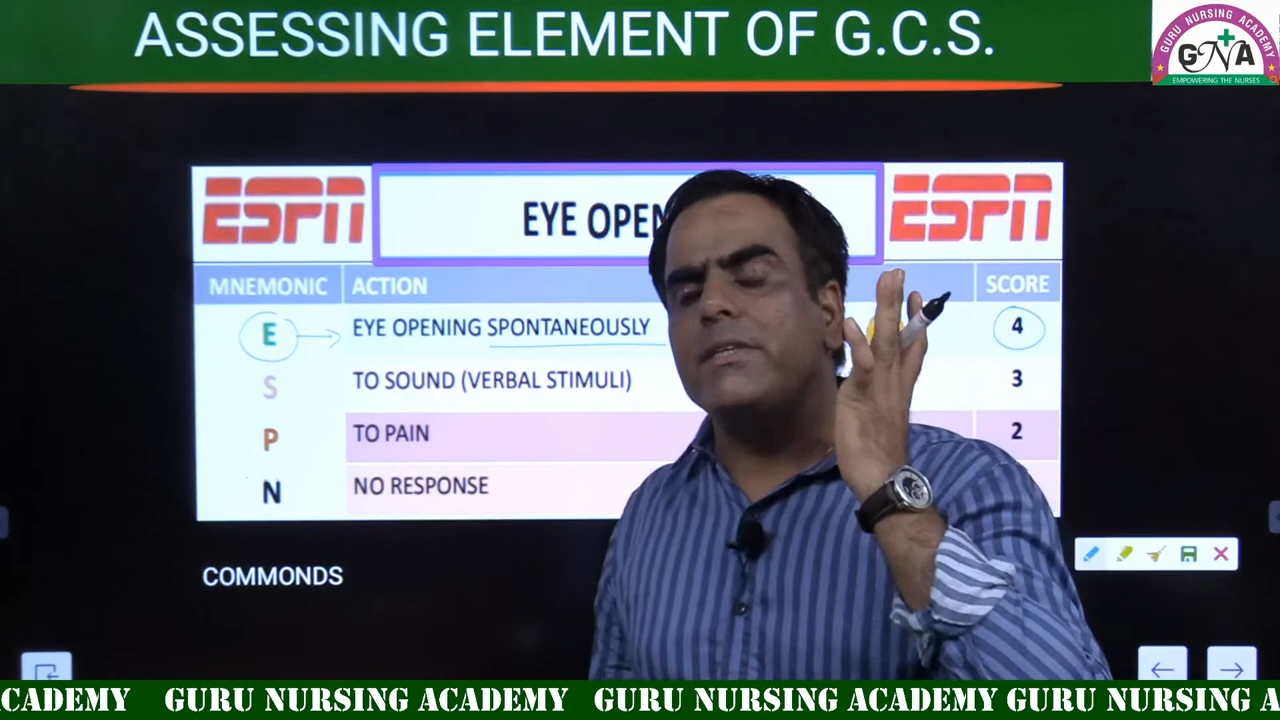 ASSESSING ELEMENT OF G.C.S.
GURU NURSING ACADEMY
GNA
EMPOWERING THE NURSES
ESPN
EYE OPEN
ESPN
MNEMONIC ACTION SCORE
E EYE OPENING SPONTANEOUSLY 4
S TO SOUND (VERBAL STIMULI) 3
P TO PAIN 2
N NO RESPONSE
COMMONDS
CADEMY GURU NURSING ACADEMY GURU NURSING ACADEMY GURU NURSING A